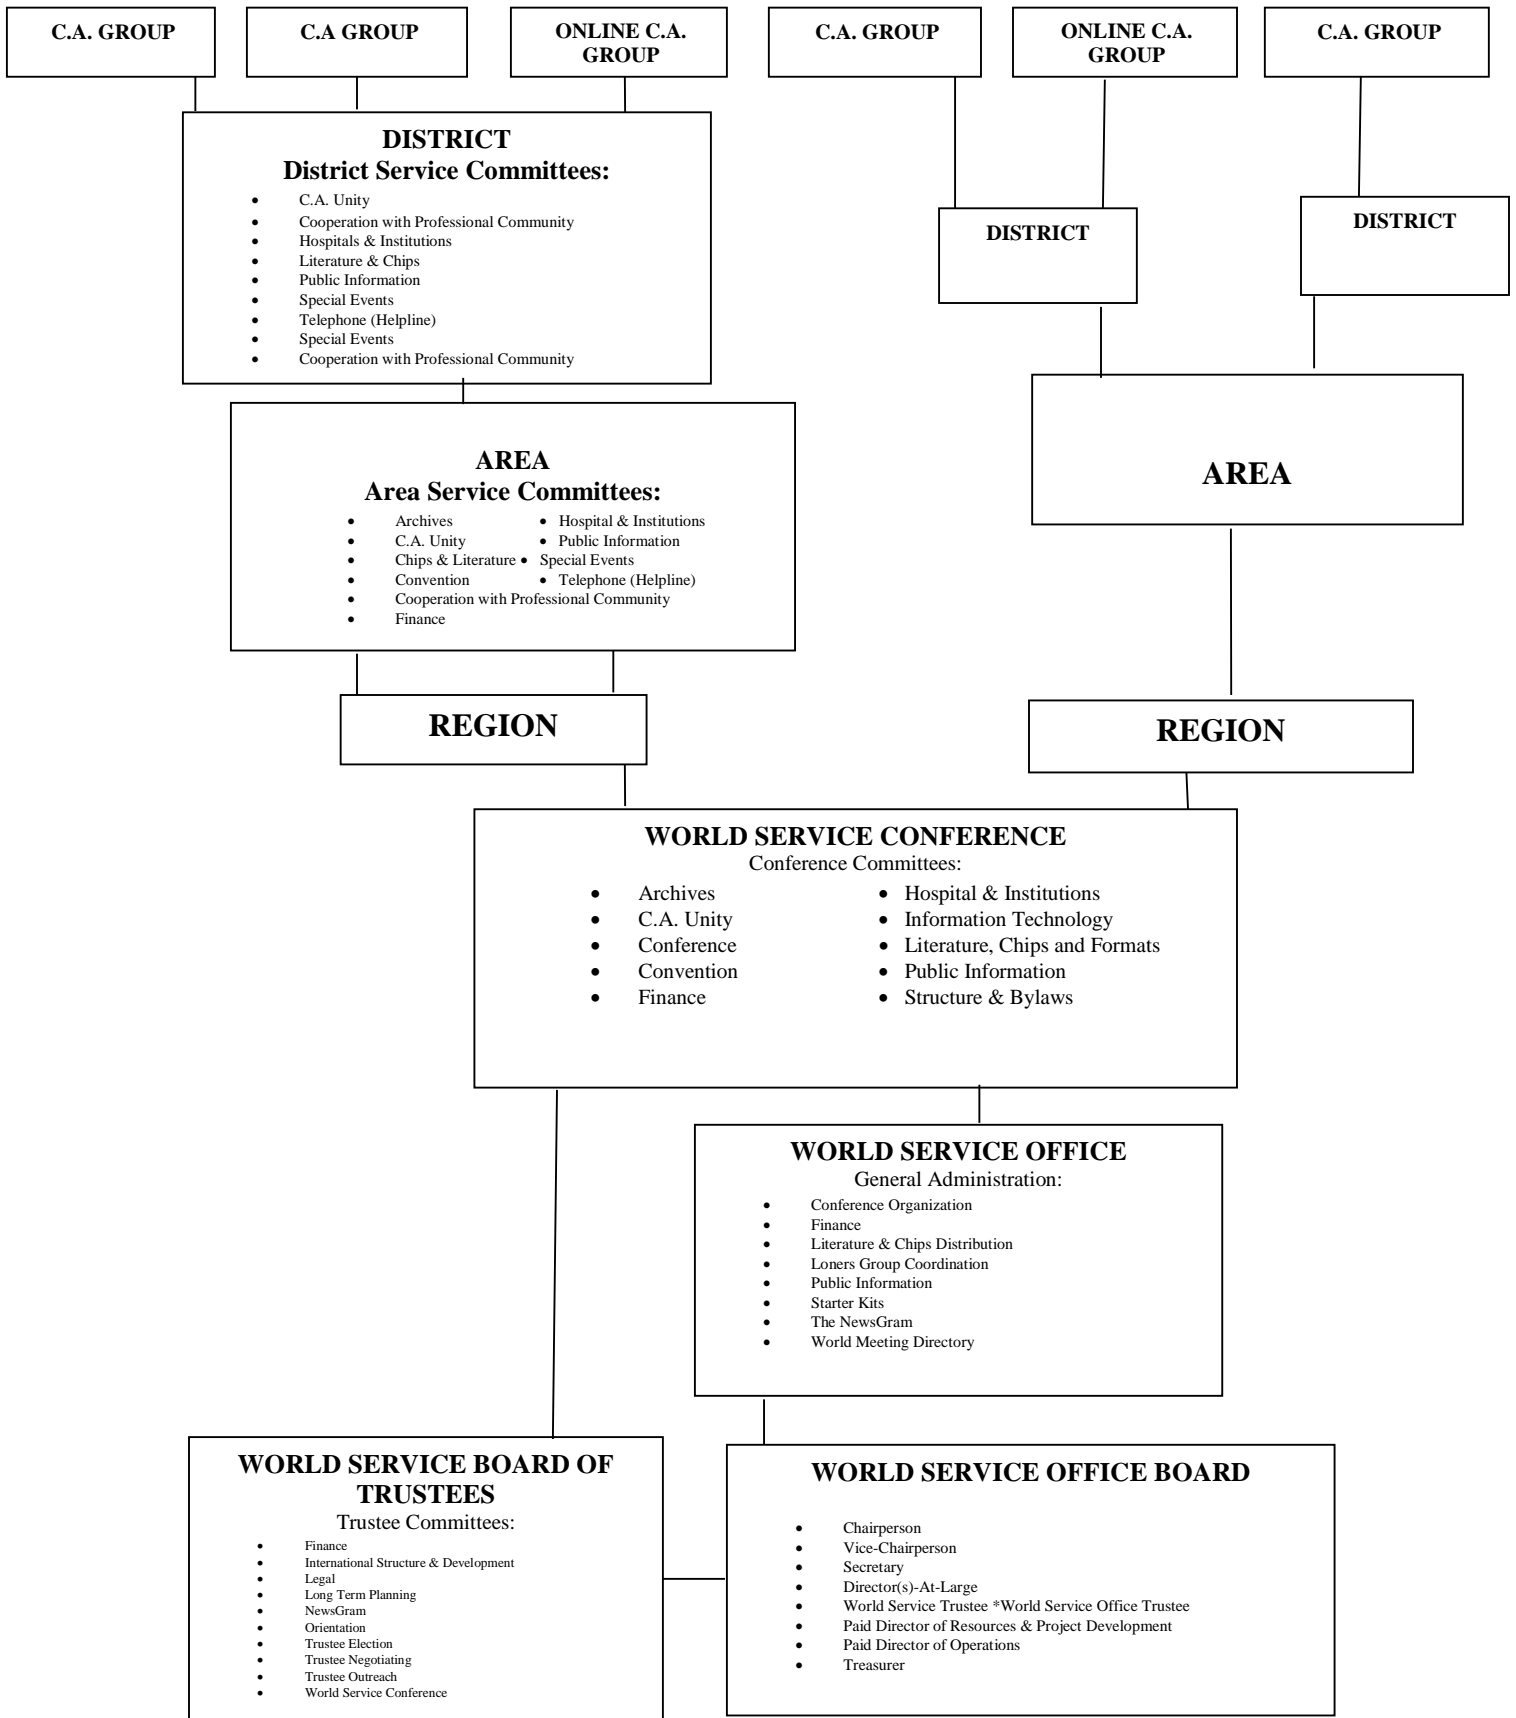 C.A. GROUP
C.A GROUP
ONLINE C.A.
GROUP
C.A. GROUP
ONLINE C.A.
GROUP
C.A. GROUP
DISTRICT
District Service Committees:
• C.A. Unity
• Cooperation with Professional Community
• Hospitals & Institutions
• Literature & Chips
• Public Information
• Special Events
• Telephone (Helpline)
• Special Events
• Cooperation with Professional Community
DISTRICT
DISTRICT
AREA
Area Service Committees:
• Archives • Hospital & Institutions
• C.A. Unity • Public Information
• Chips & Literature • Special Events
• Convention • Telephone (Helpline)
• Cooperation with Professional Community
• Finance
AREA
REGION
REGION
WORLD SERVICE CONFERENCE
Conference Committees:
• Archives • Hospital & Institutions
• C.A. Unity • Information Technology
• Conference • Literature, Chips and Formats
• Convention • Public Information
• Finance • Structure & Bylaws
WORLD SERVICE OFFICE
General Administration:
• Conference Organization
• Finance
• Literature & Chips Distribution
• Loners Group Coordination
• Public Information
• Starter Kits
• The NewsGram
• World Meeting Directory
WORLD SERVICE BOARD OF
TRUSTEES
Trustee Committees:
• Finance
• International Structure & Development
• Legal
• Long Term Planning
• NewsGram
• Orientation
• Trustee Election
• Trustee Negotiating
• Trustee Outreach
• World Service Conference
WORLD SERVICE OFFICE BOARD
• Chairperson
• Vice-Chairperson
• Secretary
• Director(s)-At-Large
• World Service Trustee *World Service Office Trustee
• Paid Director of Resources & Project Development
• Paid Director of Operations
• Treasurer